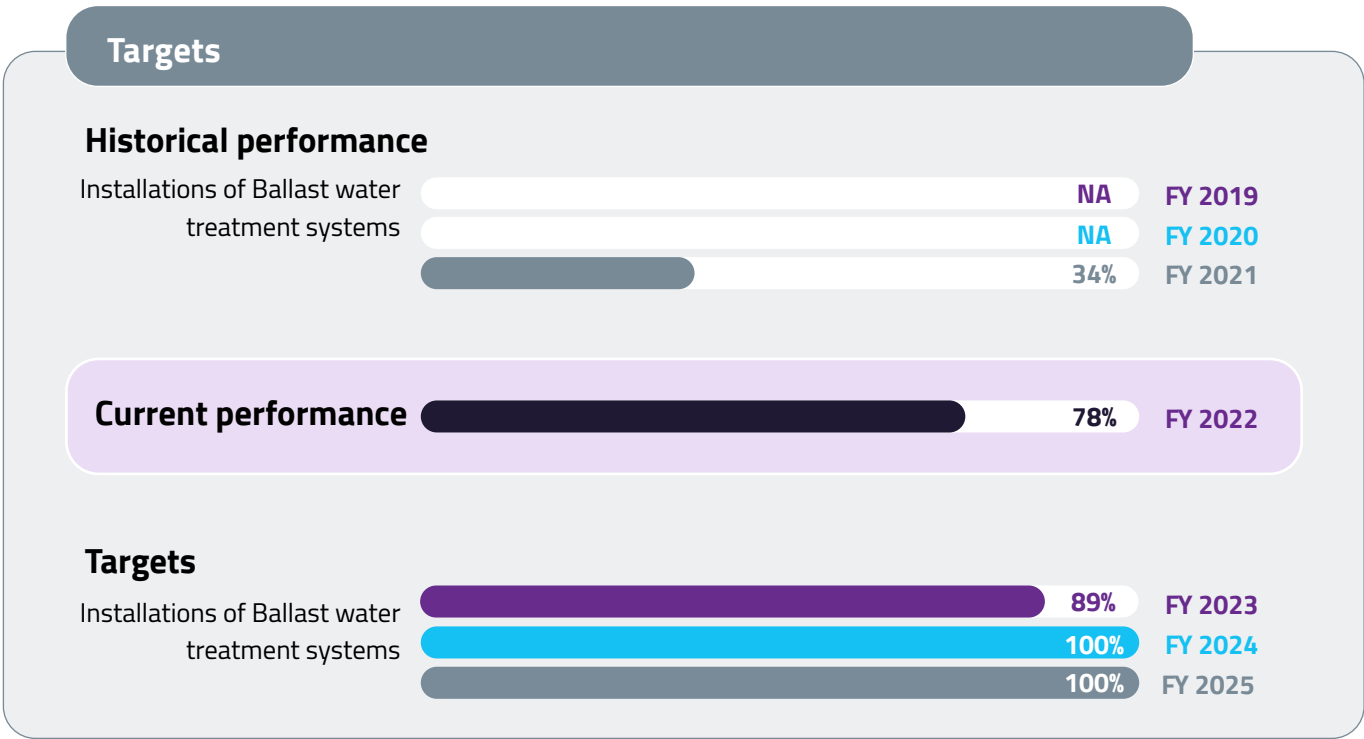 Targets
Historical performance
Installations of Ballast water
treatment systems
NA FY 2019
NA FY 2020
34% FY 2021
Current performance 78% FY 2022
Targets
Installations of Ballast water
treatment systems
89% FY 2023
100% FY 2024
100% FY 2025